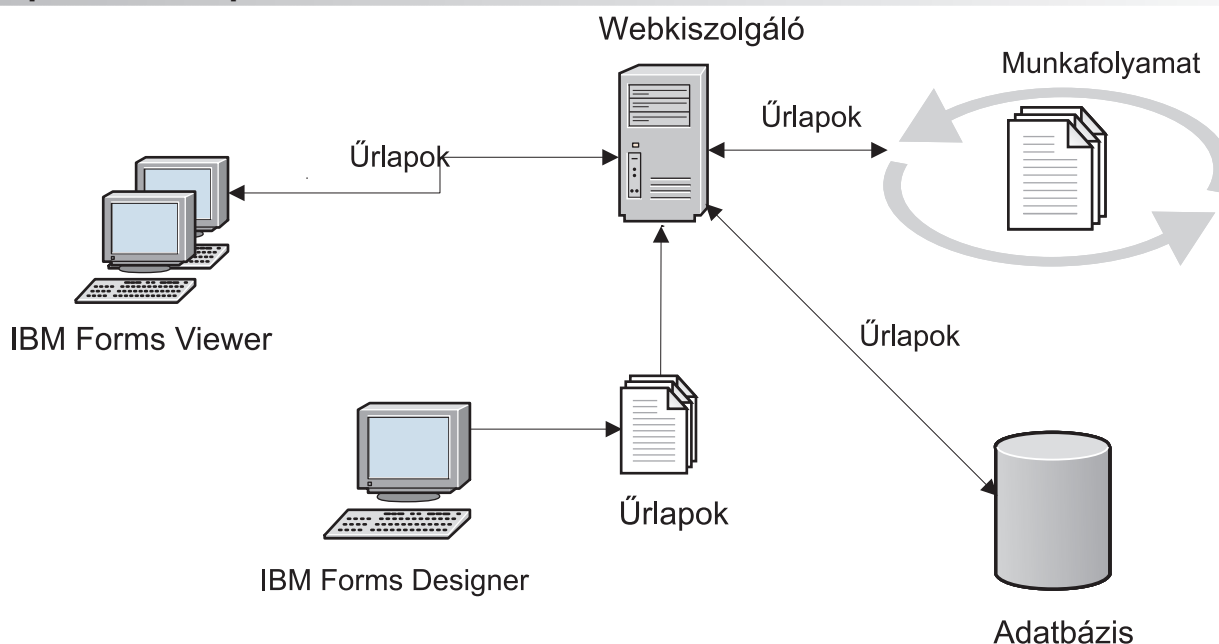 Webkiszolgáló
Munkafolyamat
Űrlapok
Űrlapok
IBM Forms Viewer
Űrlapok
Űrlapok
IBM Forms Designer
Adatbázis